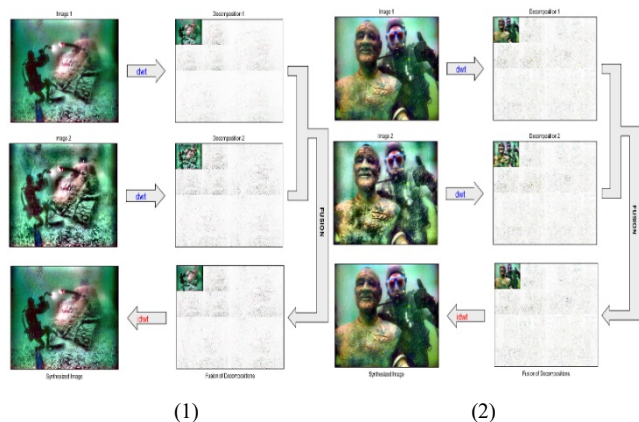 Image 1
Decomposition 1
dwt
Image 2
Decomposition 2
dwt
FUSION
idwt
Synthesized Image
Fusion of Decompositions
(1)
Image 1
Decomposition 1
dwt
Image 2
Decomposition 2
dwt
FUSION
idwt
Synthesized Image
Fusion of Decompositions
(2)